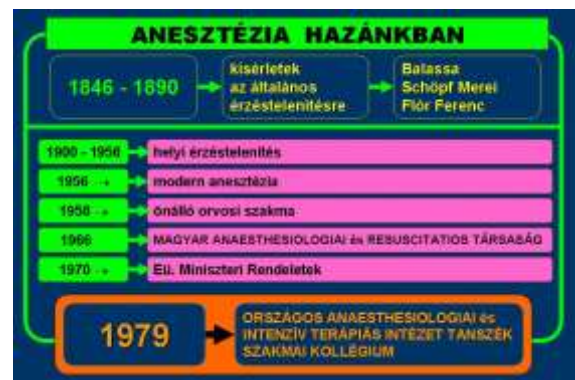 ANESZTÉZIA HAZÁNKBAN
1846 - 1890
kísérletek
az általános
érzéstelenítésre
Balassa
Schöpf Merei
Flór Ferenc
1900 - 1956
helyi érzéstelenítés
1956 →
modern anesztézia
1958 →
önálló orvosi szakma
1966
MAGYAR ANAESTHESIOLOGIAI és RESUSCITATIOS TÁRSASÁG
1970 →
Eü. Miniszteri Rendeletek
1979
ORSZÁGOS ANAESTHESIOLOGIAI és
INTENZÍV TERÁPIÁS INTÉZET TANSZÉK
SZAKMAI KOLLÉGIUM